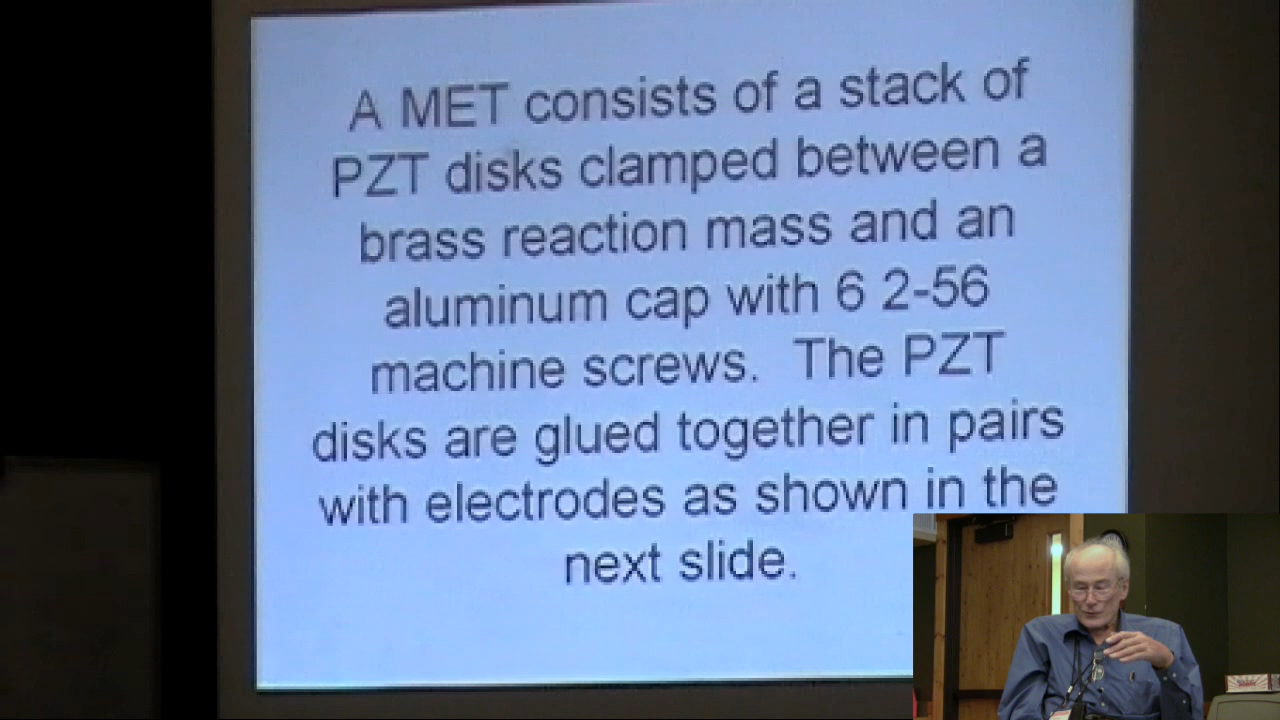 A MET consists of a stack of
PZT disks clamped between a
brass reaction mass and an
aluminum cap with 6 2-56
machine screws.  The PZT
disks are glued together in pairs
with electrodes as shown in the
next slide.